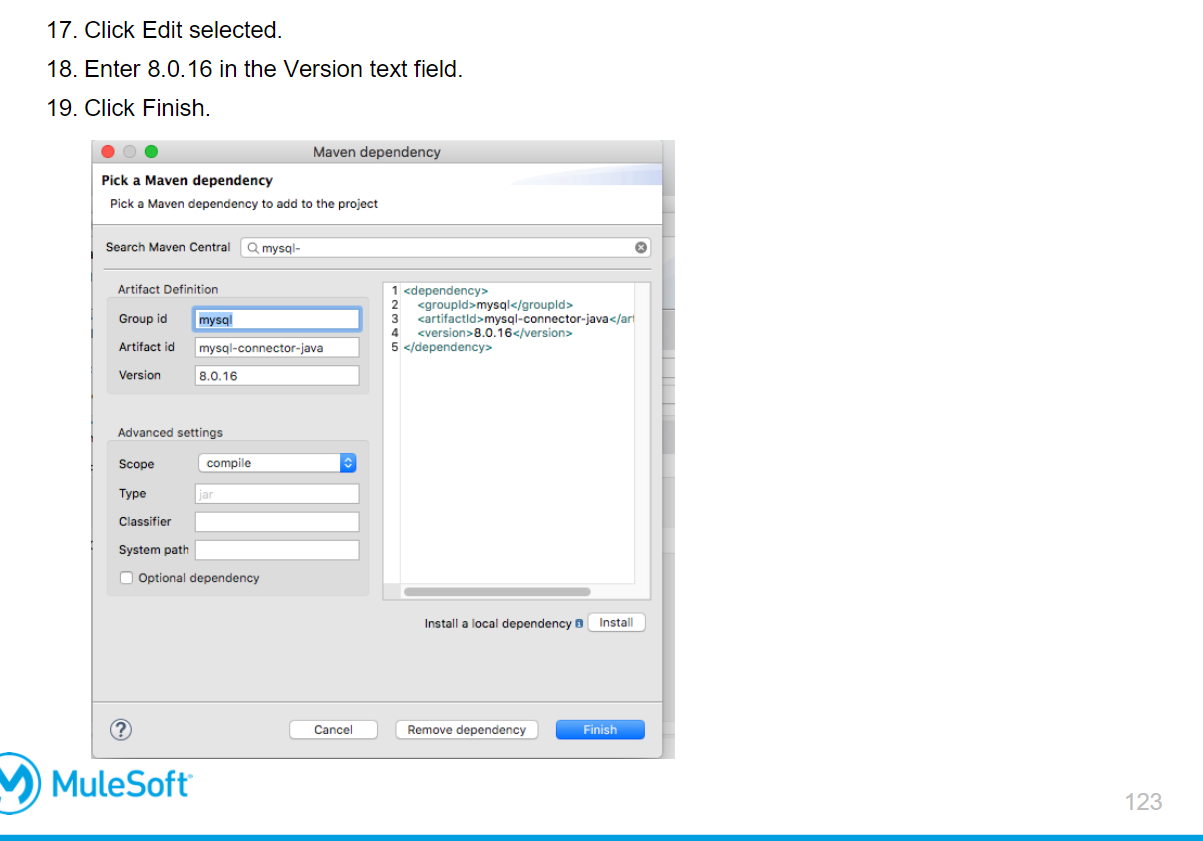 17. Click Edit selected.
18. Enter 8.0.16 in the Version text field.
19. Click Finish.
Maven dependency
Pick a Maven dependency
Pick a Maven dependency to add to the project
Search Maven Central mysql-
Artifact Definition
Group id mysql
Artifact id mysql-connector-java
Version 8.0.16
Advanced settings
Scope compile
Type jar
Classifier
System path
Optional dependency
1 <dependency>
2 <groupId>mysql</groupId>
3 <artifactId>mysql-connector-java</art
4 <version>8.0.16</version>
5 </dependency>
Install a local dependency Install
? Cancel Remove dependency Finish
MuleSoft
123